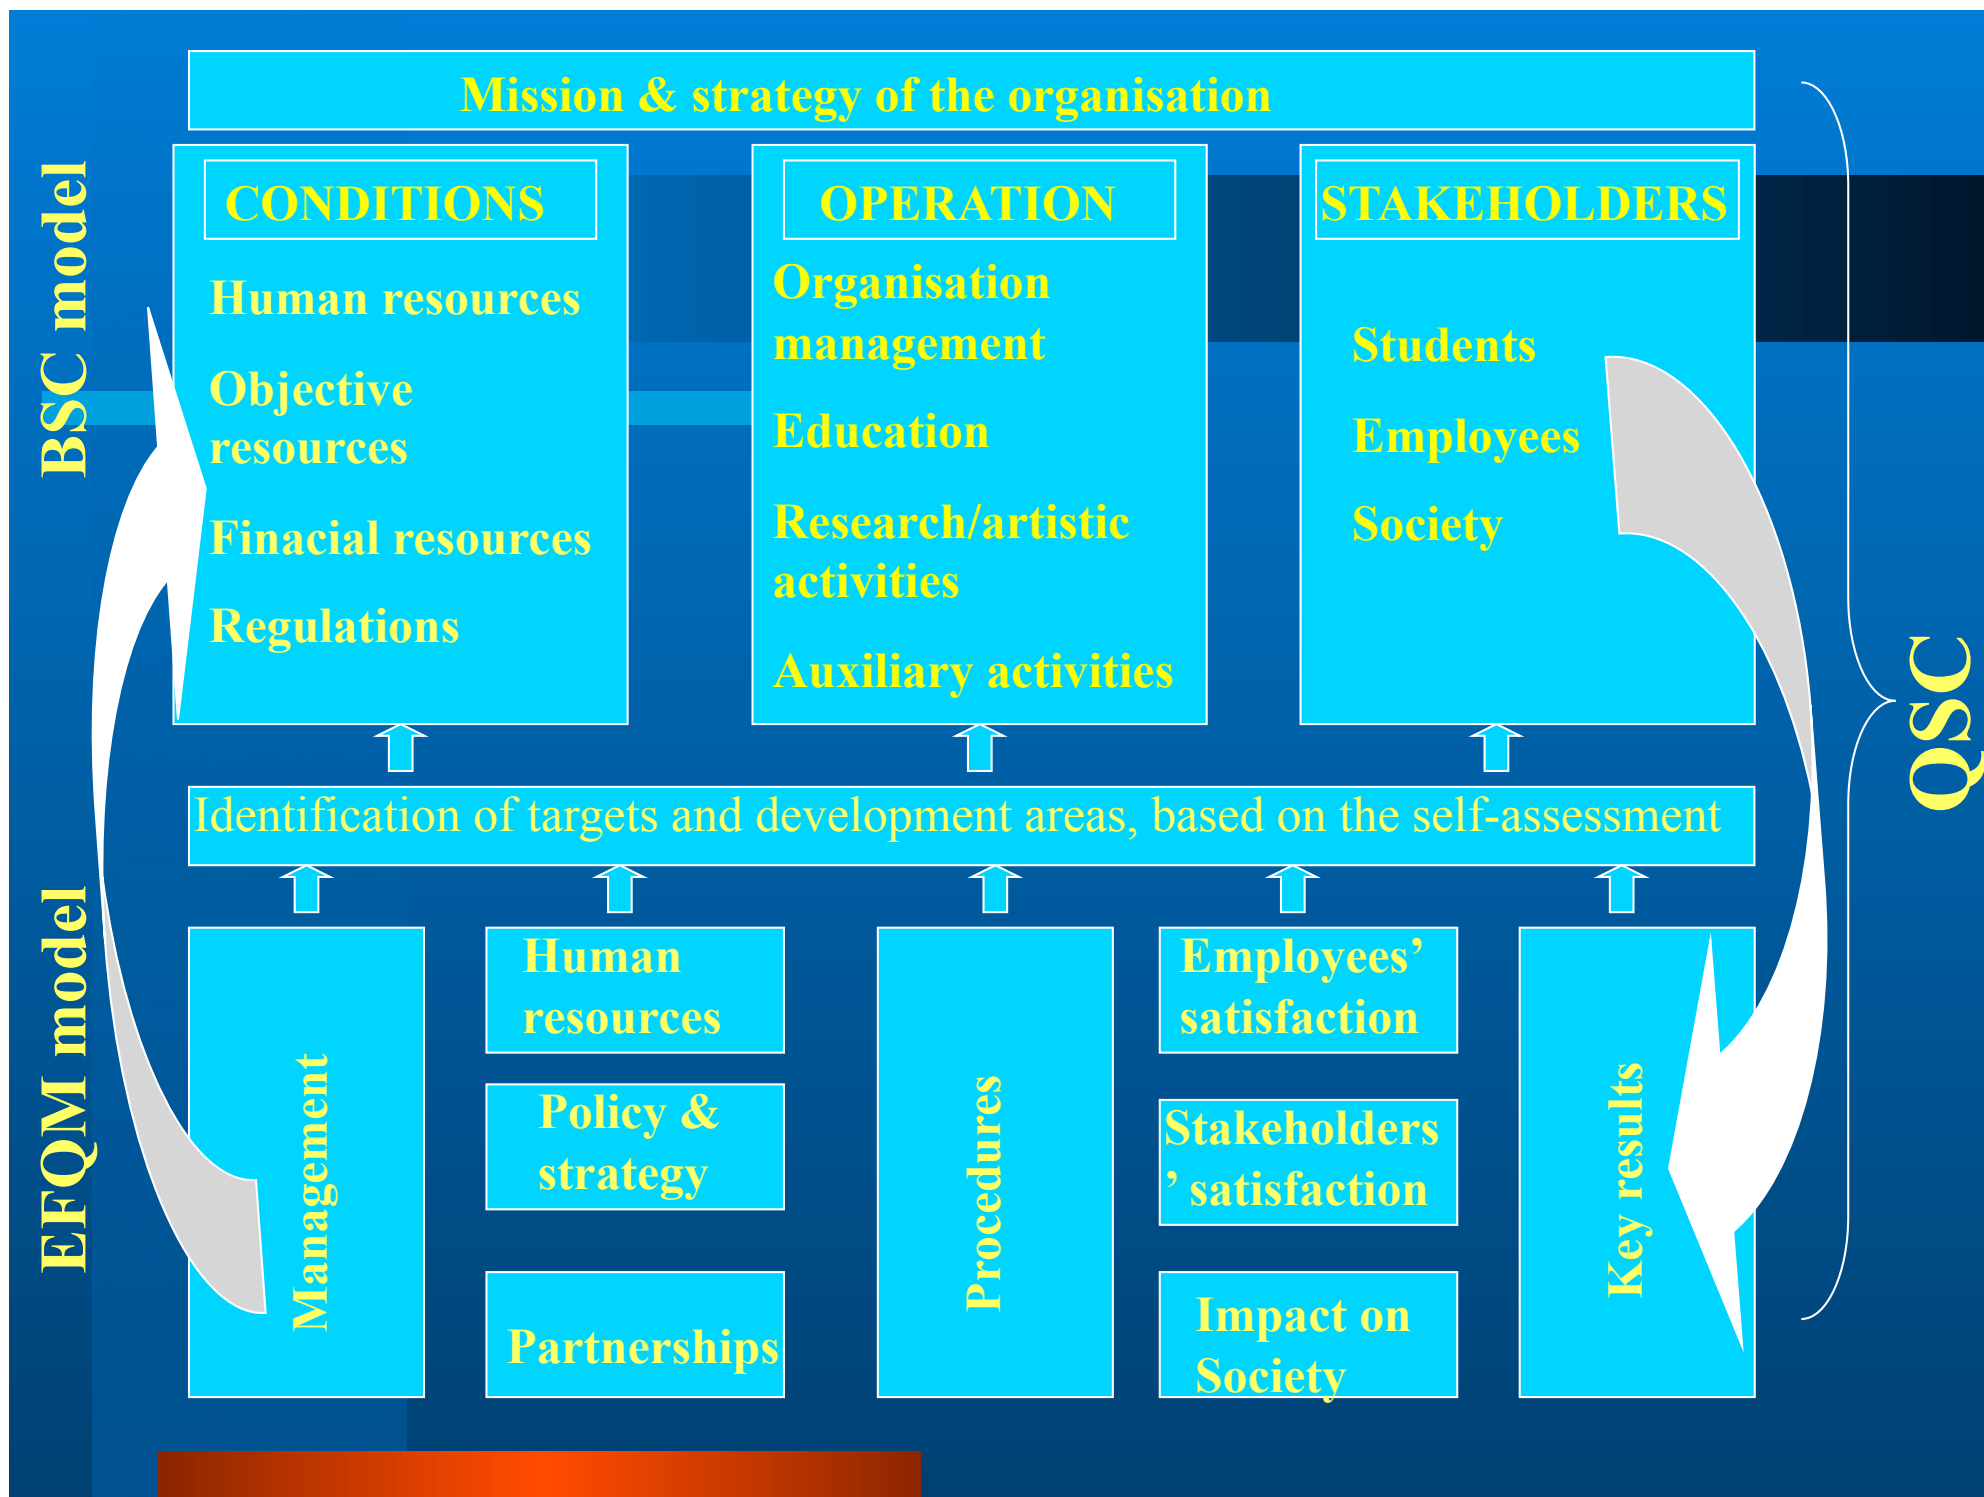 Mission & strategy of the organisation
BSC model
CONDITIONS
Human resources
Objective
resources
Finacial resources
Regulations
OPERATION
Organisation
management
Education
Research/artistic
activities
Auxiliary activities
STAKEHOLDERS
Students
Employees
Society
QSC
Identification of targets and development areas, based on the self-assessment
EFQM model
Management
Human
resources
Policy &
strategy
Partnerships
Procedures
Employees’
satisfaction
Stakeholders
’ satisfaction
Impact on
Society
Key results